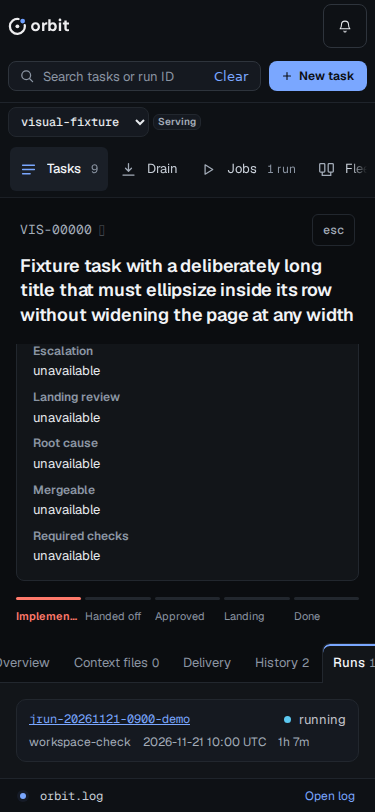 orbit
Search tasks or run ID Clear
+ New task
visual-fixture Serving
Tasks 9 Drain Jobs 1 run Flee
VIS-00000 esc
Fixture task with a deliberately long
title that must ellipsize inside its row
without widening the page at any width
Escalation
unavailable
Landing review
unavailable
Root cause
unavailable
Mergeable
unavailable
Required checks
unavailable
Implemen… Handed off Approved Landing Done
Overview Context files 0 Delivery History 2 Runs 1
jrun-20261121-0900-demo running
workspace-check 2026-11-21 10:00 UTC 1h 7m
orbit.log Open log